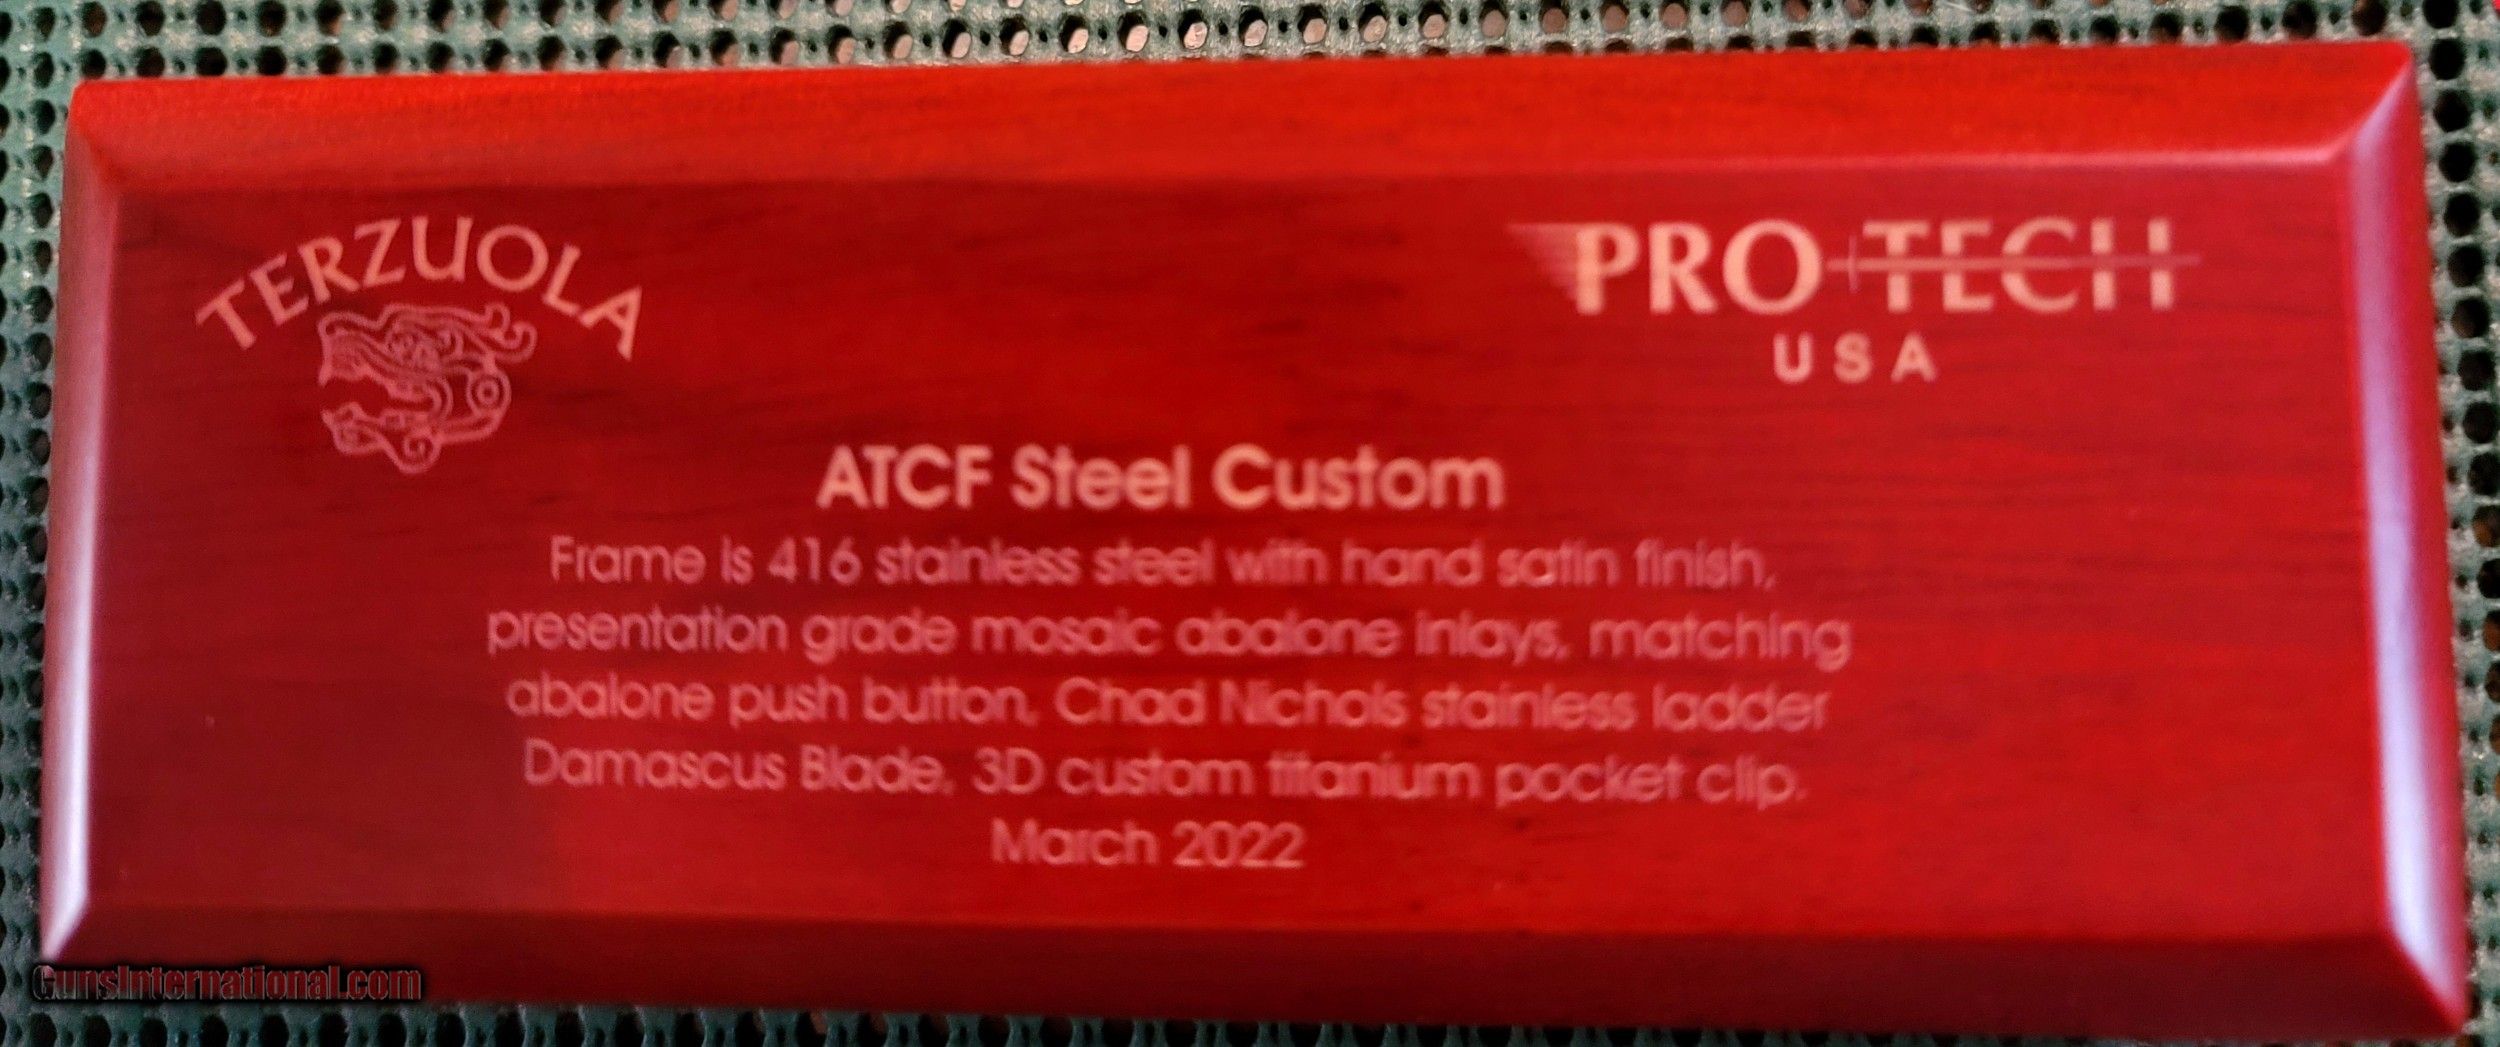 TERZUOLA
PRO-TECH
USA
ATCF Steel Custom
Frame is 416 stainless steel with hand satin finish,
presentation grade mosaic abalone inlays, matching
abalone push button, Chad Nichols stainless ladder
Damascus Blade, 3D custom titanium pocket clip.
March 2022
GunsInternational.com